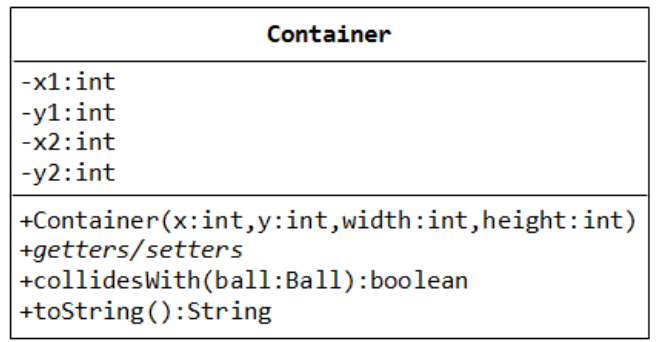 Container
-x1:int
-y1:int
-x2:int
-y2:int
+Container(x:int,y:int,width:int,height:int)
+getters/setters
+collidesWith(ball:Ball):boolean
+toString():String